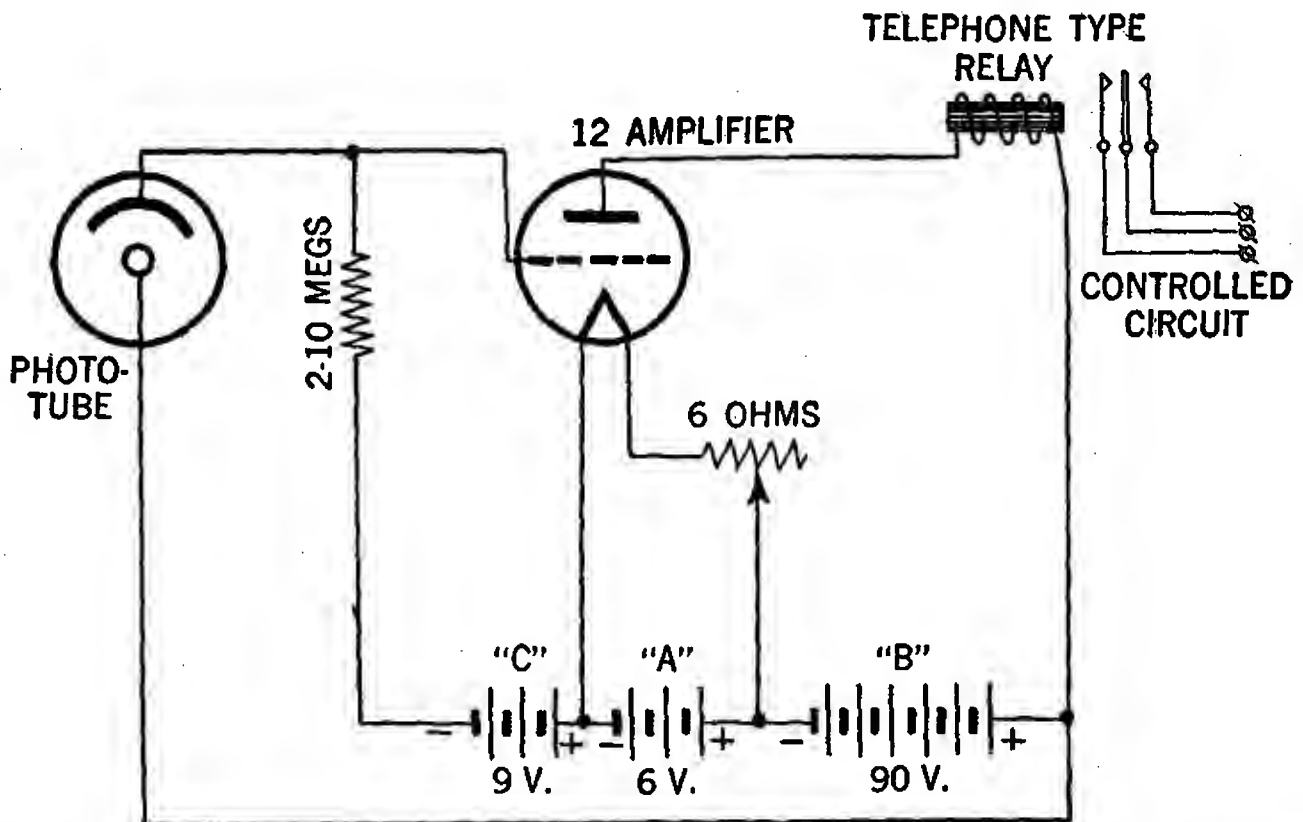 TELEPHONE TYPE
RELAY
12 AMPLIFIER
2-10 MEGS
PHOTO-
TUBE
CONTROLLED
CIRCUIT
6 OHMS
"C"
"A"
"B"
- + - + - +
9 V.
6 V.
90 V.